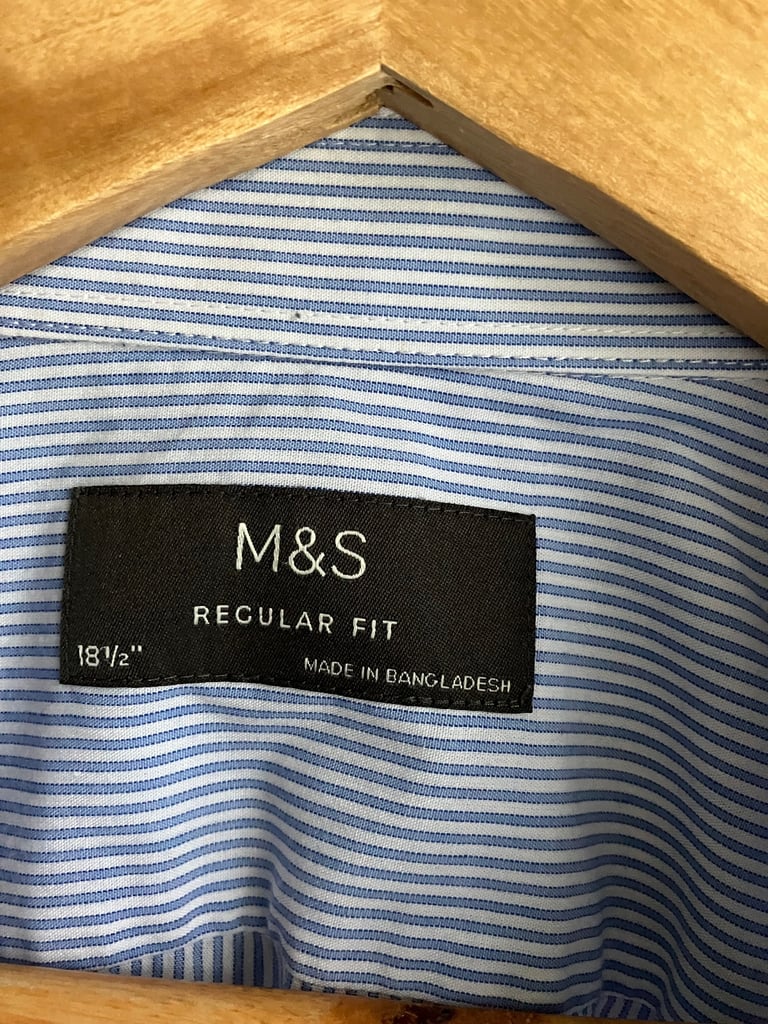 M&S
REGULAR FIT
18½"
MADE IN BANGLADESH